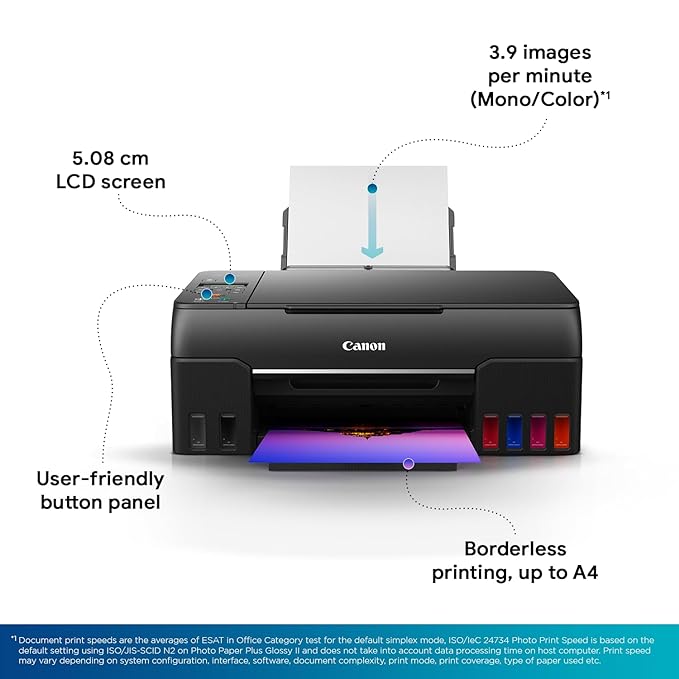 3.9 images
per minute
(Mono/Color)*1
5.08 cm
LCD screen
Canon
User-friendly
button panel
Borderless
printing, up to A4
*1 Document print speeds are the averages of ESAT in Office Category test for the default simplex mode, ISO/IeC 24734 Photo Print Speed is based on the
default setting using ISO/JIS-SCID N2 on Photo Paper Plus Glossy II and does not take into account data processing time on host computer. Print speed
may vary depending on system configuration, interface, software, document complexity, print mode, print coverage, type of paper used etc.